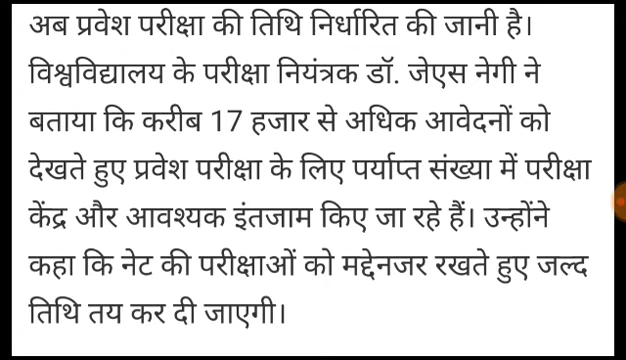 अब प्रवेश परीक्षा की तिथि निर्धारित की जानी है।
विश्वविद्यालय के परीक्षा नियंत्रक डॉ. जेएस नेगी ने
बताया कि करीब 17 हजार से अधिक आवेदनों को
देखते हुए प्रवेश परीक्षा के लिए पर्याप्त संख्या में परीक्षा
केंद्र और आवश्यक इंतजाम किए जा रहे हैं। उन्होंने
कहा कि नेट की परीक्षाओं को मद्देनजर रखते हुए जल्द
तिथि तय कर दी जाएगी।